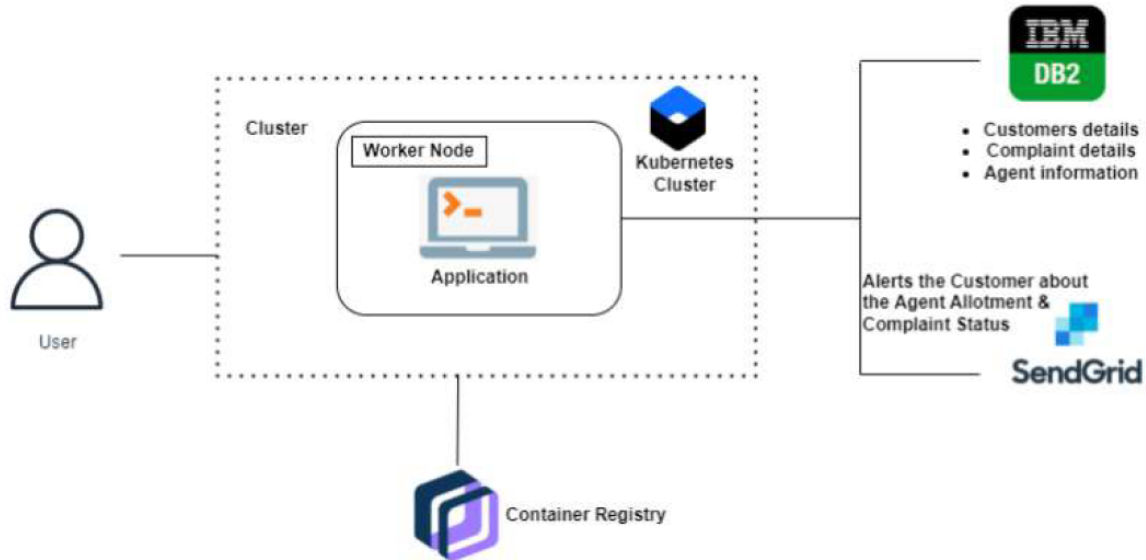 IBM
DB2
• Customers details
• Complaint details
• Agent information
Cluster
Worker Node
Kubernetes
Cluster
Application
User
Alerts the Customer about
the Agent Allotment &
Complaint Status
SendGrid
Container Registry